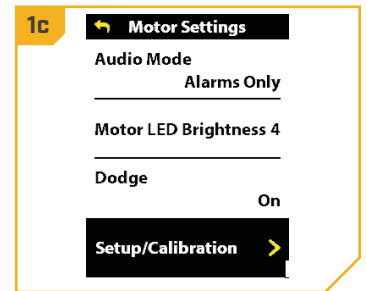 1c
Motor Settings
Audio Mode
Alarms Only
Motor LED Brightness 4
Dodge
On
Setup/Calibration